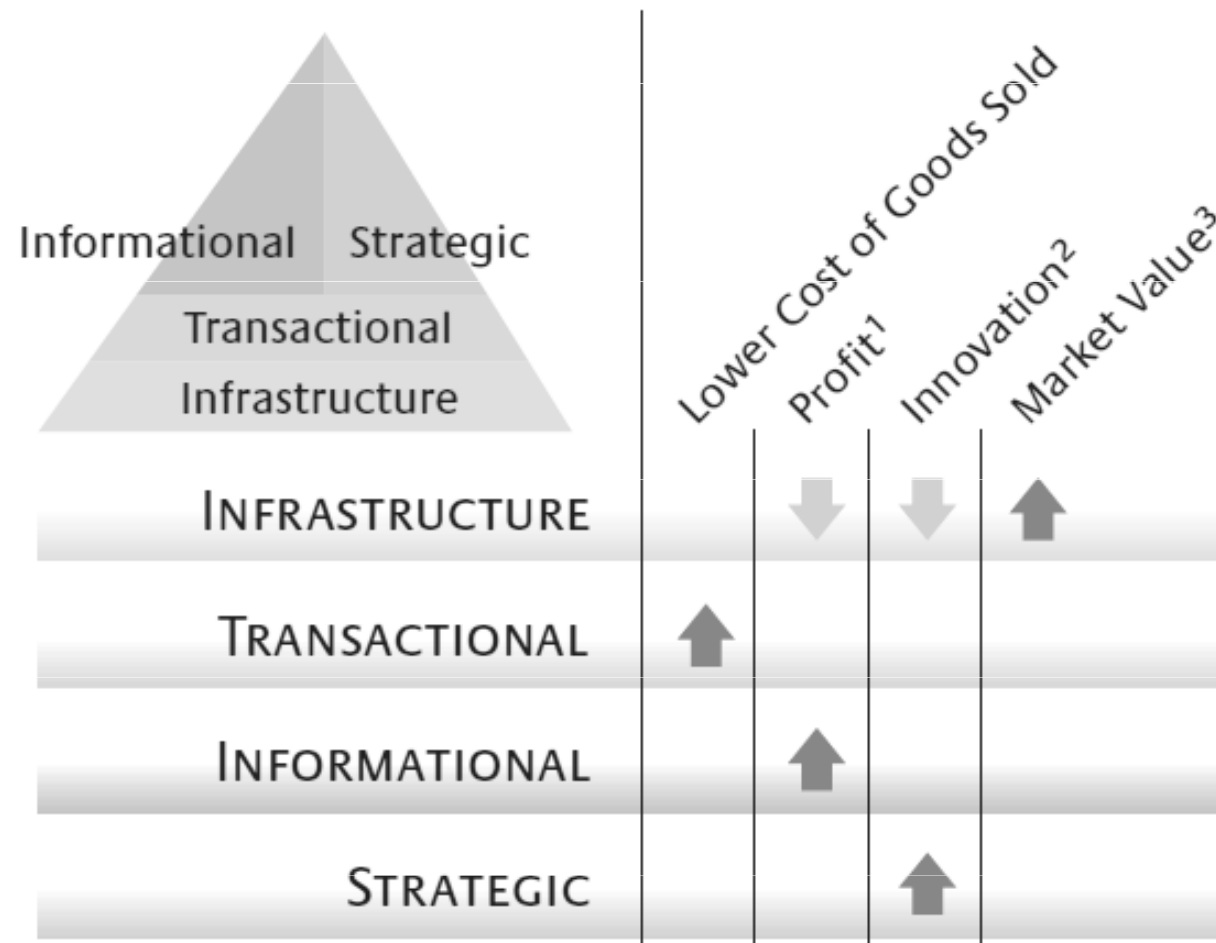 Informational Strategic
Transactional
Infrastructure
Lower Cost of Goods Sold
Profit¹
Innovation²
Market Value³
INFRASTRUCTURE
TRANSACTIONAL
INFORMATIONAL
STRATEGIC